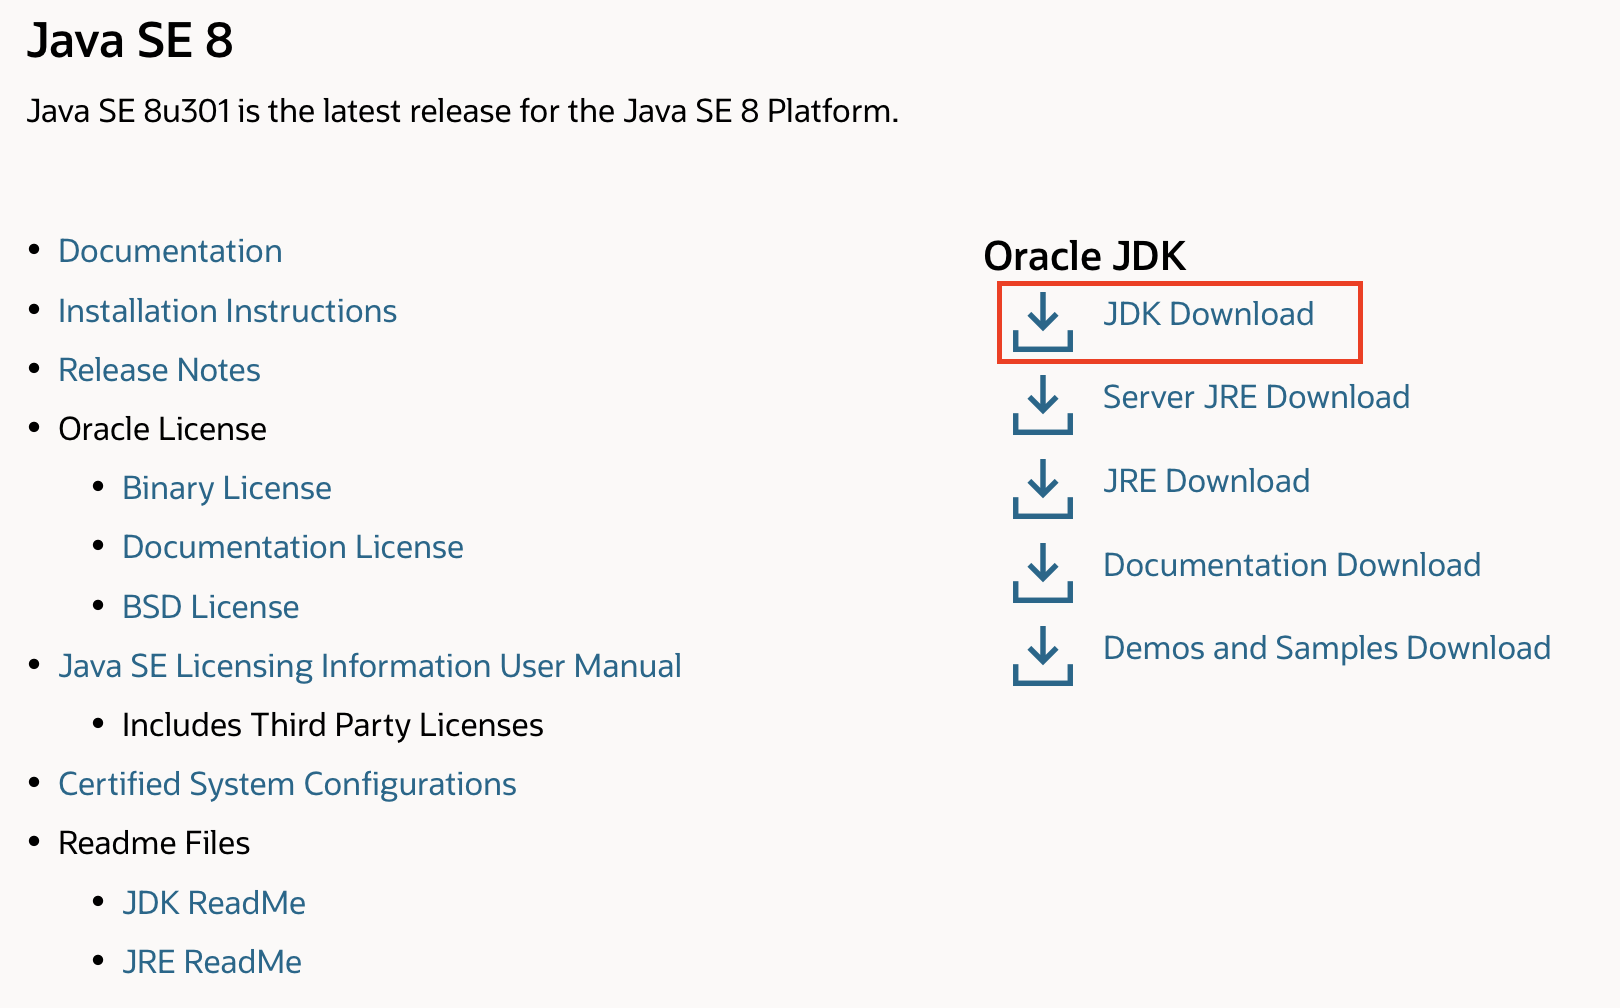 Java SE 8
Java SE 8u301 is the latest release for the Java SE 8 Platform.
Documentation
Installation Instructions
Release Notes
Oracle License
Binary License
Documentation License
BSD License
Java SE Licensing Information User Manual
Includes Third Party Licenses
Certified System Configurations
Readme Files
JDK ReadMe
JRE ReadMe
Oracle JDK
JDK Download
Server JRE Download
JRE Download
Documentation Download
Demos and Samples Download